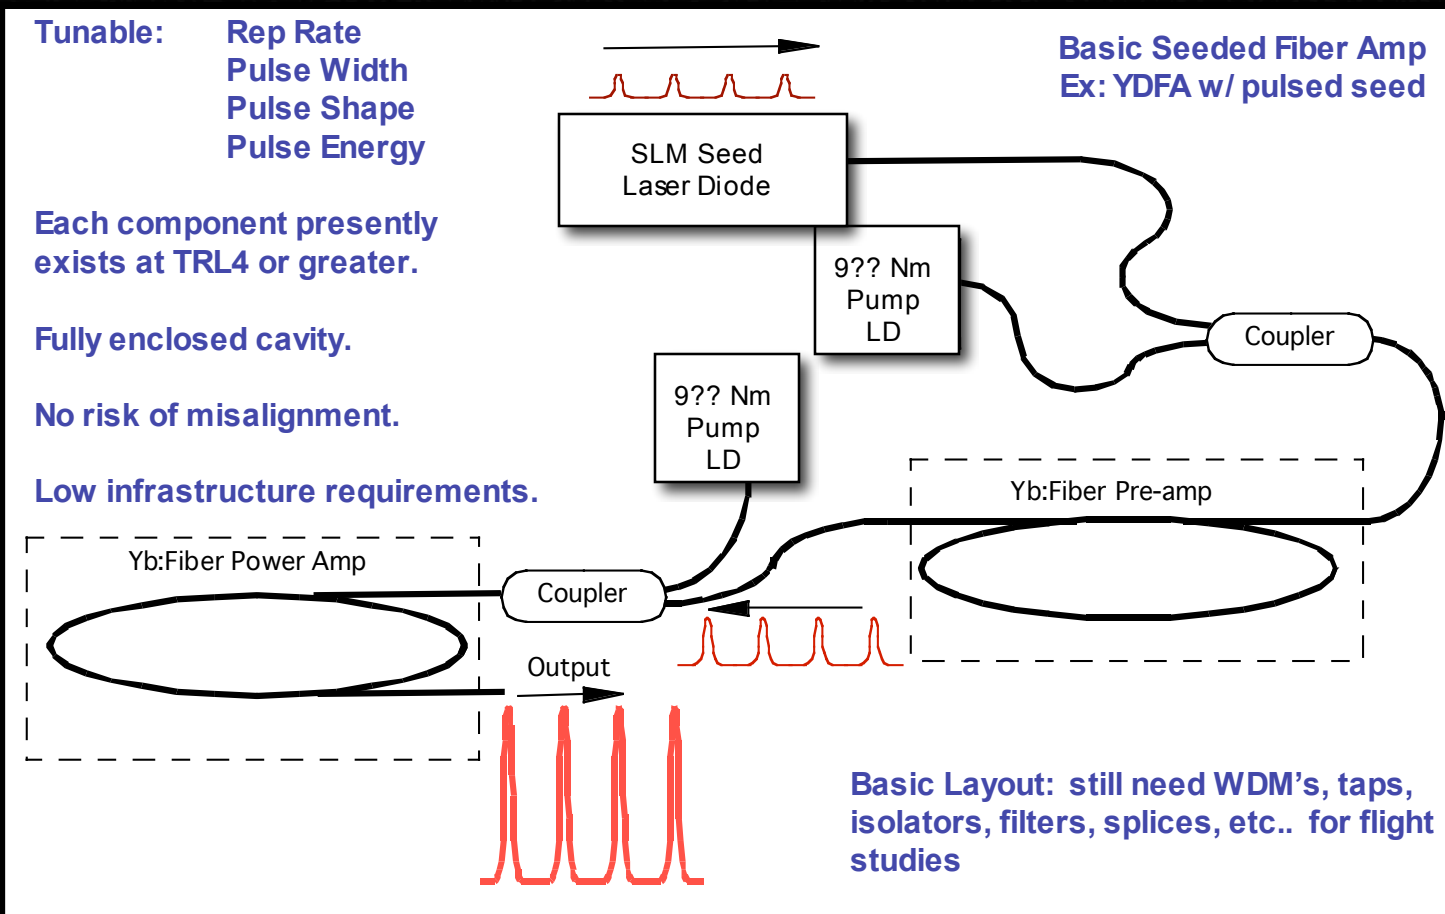 Tunable: Rep Rate
Pulse Width
Pulse Shape
Pulse Energy
Each component presently
exists at TRL4 or greater.
Fully enclosed cavity.
No risk of misalignment.
Low infrastructure requirements.
Basic Seeded Fiber Amp
Ex: YDFA w/ pulsed seed
SLM Seed
Laser Diode
9?? Nm
Pump
LD
Coupler
9?? Nm
Pump
LD
Yb:Fiber Pre-amp
Yb:Fiber Power Amp
Coupler
Output
Basic Layout: still need WDM's, taps,
isolators, filters, splices, etc.. for flight
studies